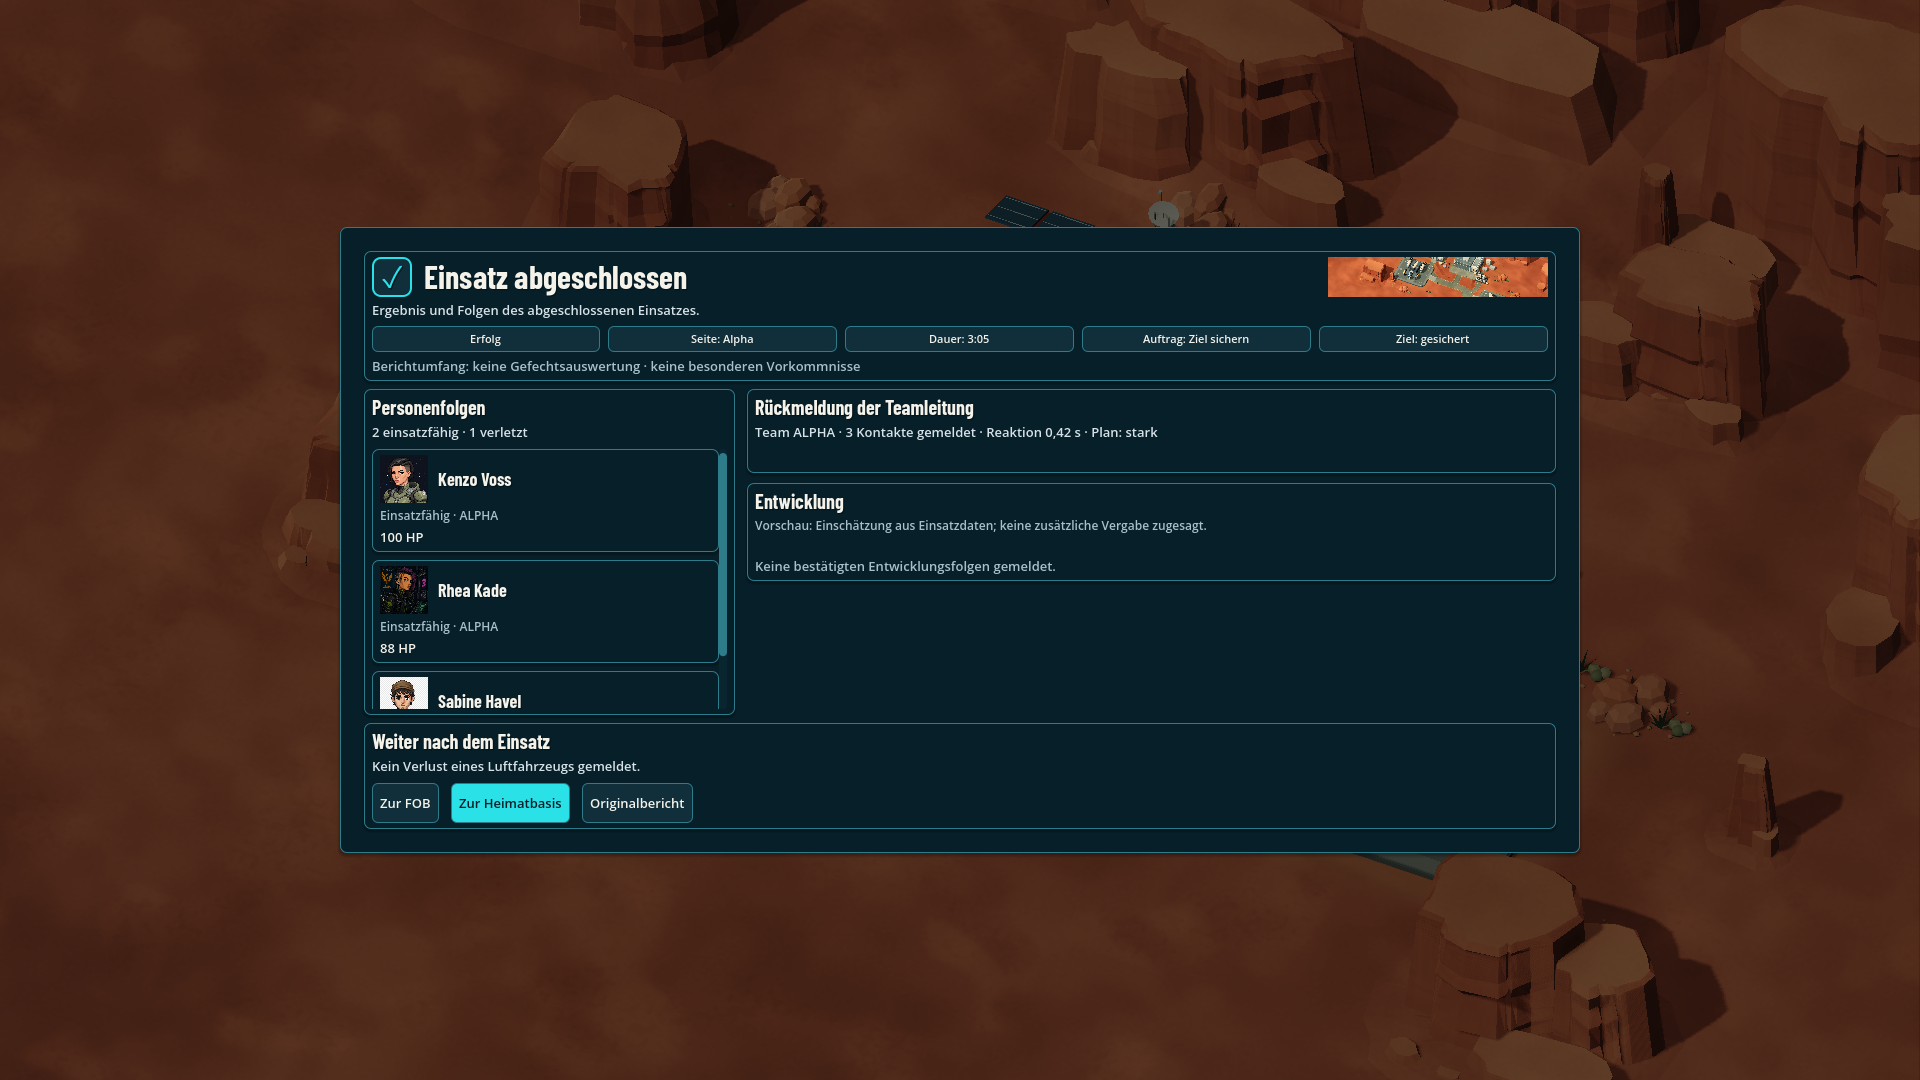 Einsatz abgeschlossen
Ergebnis und Folgen des abgeschlossenen Einsatzes.
Erfolg
Seite: Alpha
Dauer: 3:05
Auftrag: Ziel sichern
Ziel: gesichert
Berichtumfang: keine Gefechtsauswertung · keine besonderen Vorkommnisse
Personenfolgen
2 einsatzfähig · 1 verletzt
Kenzo Voss
Einsatzfähig · ALPHA
100 HP
Rhea Kade
Einsatzfähig · ALPHA
88 HP
Sabine Havel
Rückmeldung der Teamleitung
Team ALPHA · 3 Kontakte gemeldet · Reaktion 0,42 s · Plan: stark
Entwicklung
Vorschau: Einschätzung aus Einsatzdaten; keine zusätzliche Vergabe zugesagt.
Keine bestätigten Entwicklungsfolgen gemeldet.
Weiter nach dem Einsatz
Kein Verlust eines Luftfahrzeugs gemeldet.
Zur FOB
Zur Heimatbasis
Originalbericht